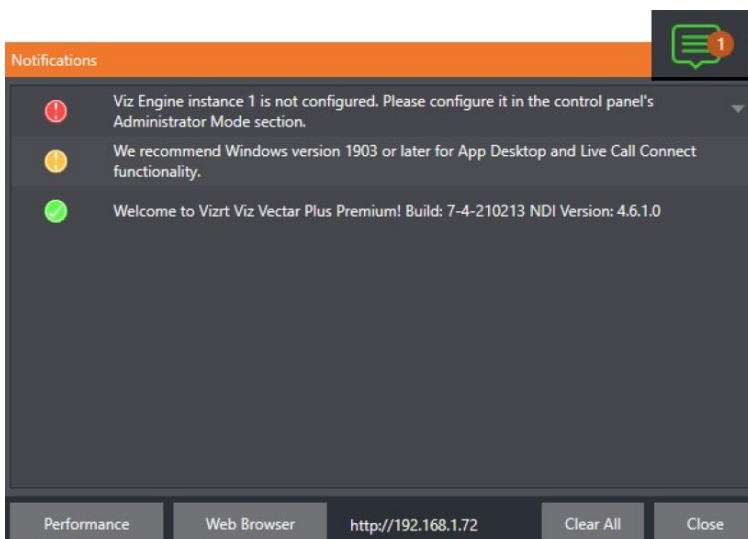 1
Notifications
Viz Engine instance 1 is not configured. Please configure it in the control panel's
Administrator Mode section.
We recommend Windows version 1903 or later for App Desktop and Live Call Connect
functionality.
Welcome to Vizrt Viz Vectar Plus Premium! Build: 7-4-210213 NDI Version: 4.6.1.0
Performance Web Browser http://192.168.1.72 Clear All Close